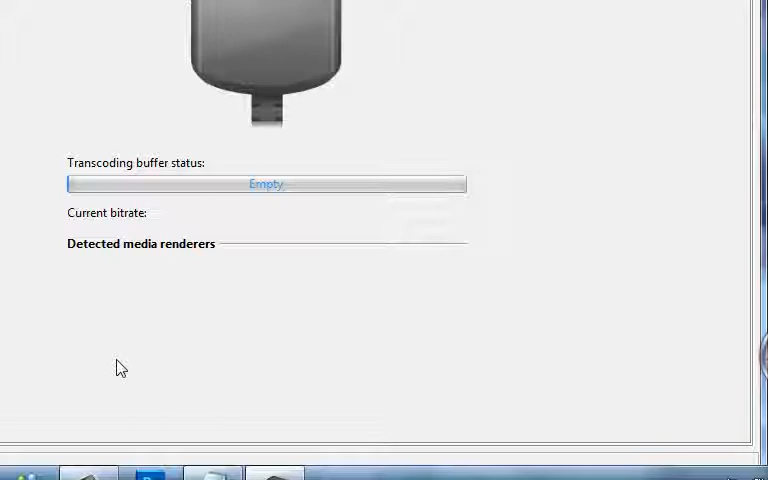 Transcoding buffer status:
Empty
Current bitrate:
Detected media renderers